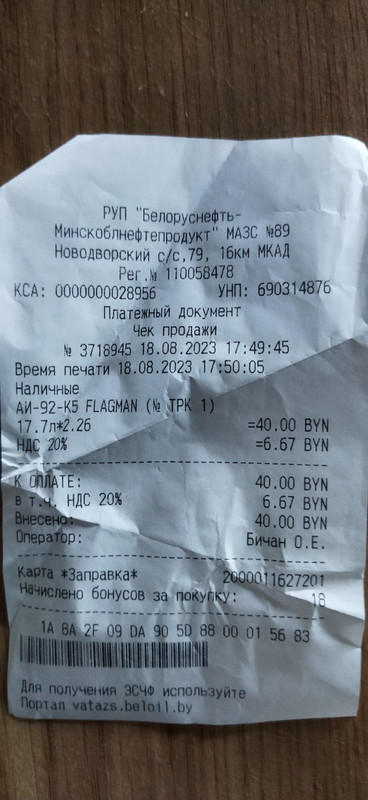 РУП "Белоруснефть-
Минскоблнефтепродукт" МАЗС №89
Новодворский с/с,79, 16км МКАД
Рег.№ 110058478
КСА: 0000000028956 УНП: 690314876
Платежный документ
Чек продажи
№ 3718945 18.08.2023 17:49:45
Время печати 18.08.2023 17:50:05
Наличные
АИ-92-К5 FLAGMAN (№ ТРК 1)
17.7л*2.26 =40.00 BYN
НДС 20% =6.67 BYN
К ОПЛАТЕ: 40.00 BYN
в т.ч. НДС 20% 6.67 BYN
Внесено: 40.00 BYN
Оператор: Бичан О.Е.
Карта *Заправка* 2000011627201
Начислено бонусов за покупку: 18
1A 8A 2F 09 DA 90 5D 88 00 01 56 83
Для получения ЭСЧФ используйте
Портал vatazs.beloil.by